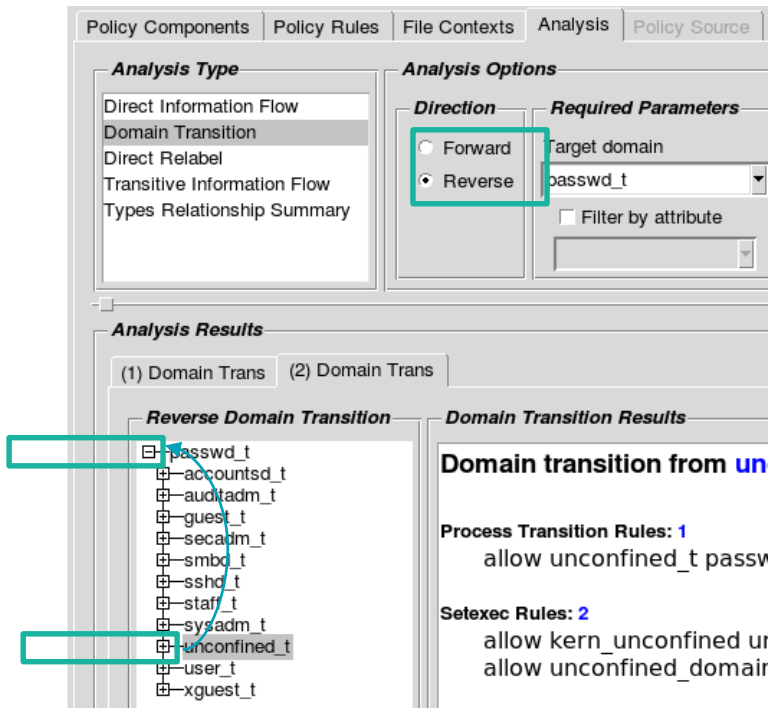 Policy Components Policy Rules File Contexts Analysis Policy Source
Analysis Type
Direct Information Flow
Domain Transition
Direct Relabel
Transitive Information Flow
Types Relationship Summary
Analysis Options
Direction
Forward
Reverse
Required Parameters
Target domain
passwd_t
Filter by attribute
Analysis Results
(1) Domain Trans (2) Domain Trans
Reverse Domain Transition
passwd_t
accountsd_t
auditadm_t
guest_t
secadm_t
smbd_t
sshd_t
staff_t
sysadm_t
unconfined_t
user_t
xguest_t
Domain Transition Results
Domain transition from un
Process Transition Rules: 1
allow unconfined_t passw
Setexec Rules: 2
allow kern_unconfined un
allow unconfined_domain